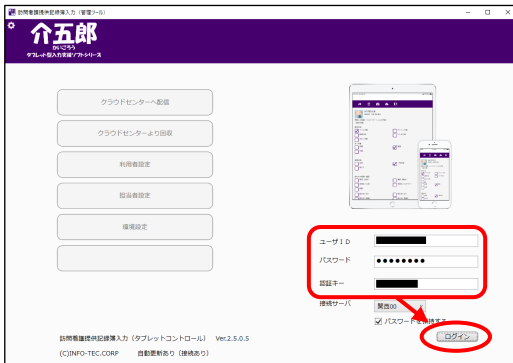 訪問看護提供記録簿入力（管理ツール）
介五郎
かいごろう
タブレット型入力支援ソフトシリーズ
クラウドセンターへ配信
クラウドセンターより回収
利用者設定
担当者設定
環境設定
ユーザID
パスワード
認証キー
接続サーバ
関西00
パスワードを保持する
ログイン
訪問看護提供記録簿入力（タブレットコントロール） Ver.2.5.0.5
(C)INFO-TEC.CORP 自動更新あり（接続あり）